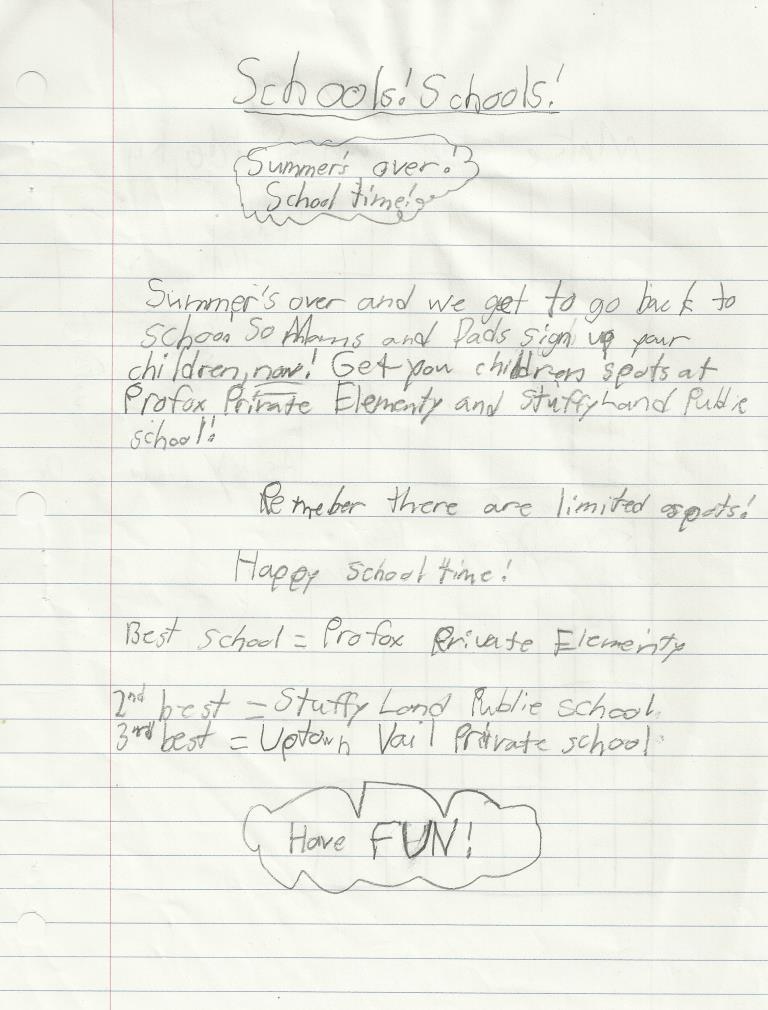 Schools! Schools!
Summer's over!
School time!
Summer's over and we get to go back to
school. So Moms and Dads sign up your
children, now! Get your children spots at
Profox Private Elementy and Stuffy Land Public
school!
Remeber there are limited spots!
Happy school time!
Best school = Profox Private Elementy
2nd best = Stuffy Land Public school
3rd best = Uptown Vail Private school
Have FUN!